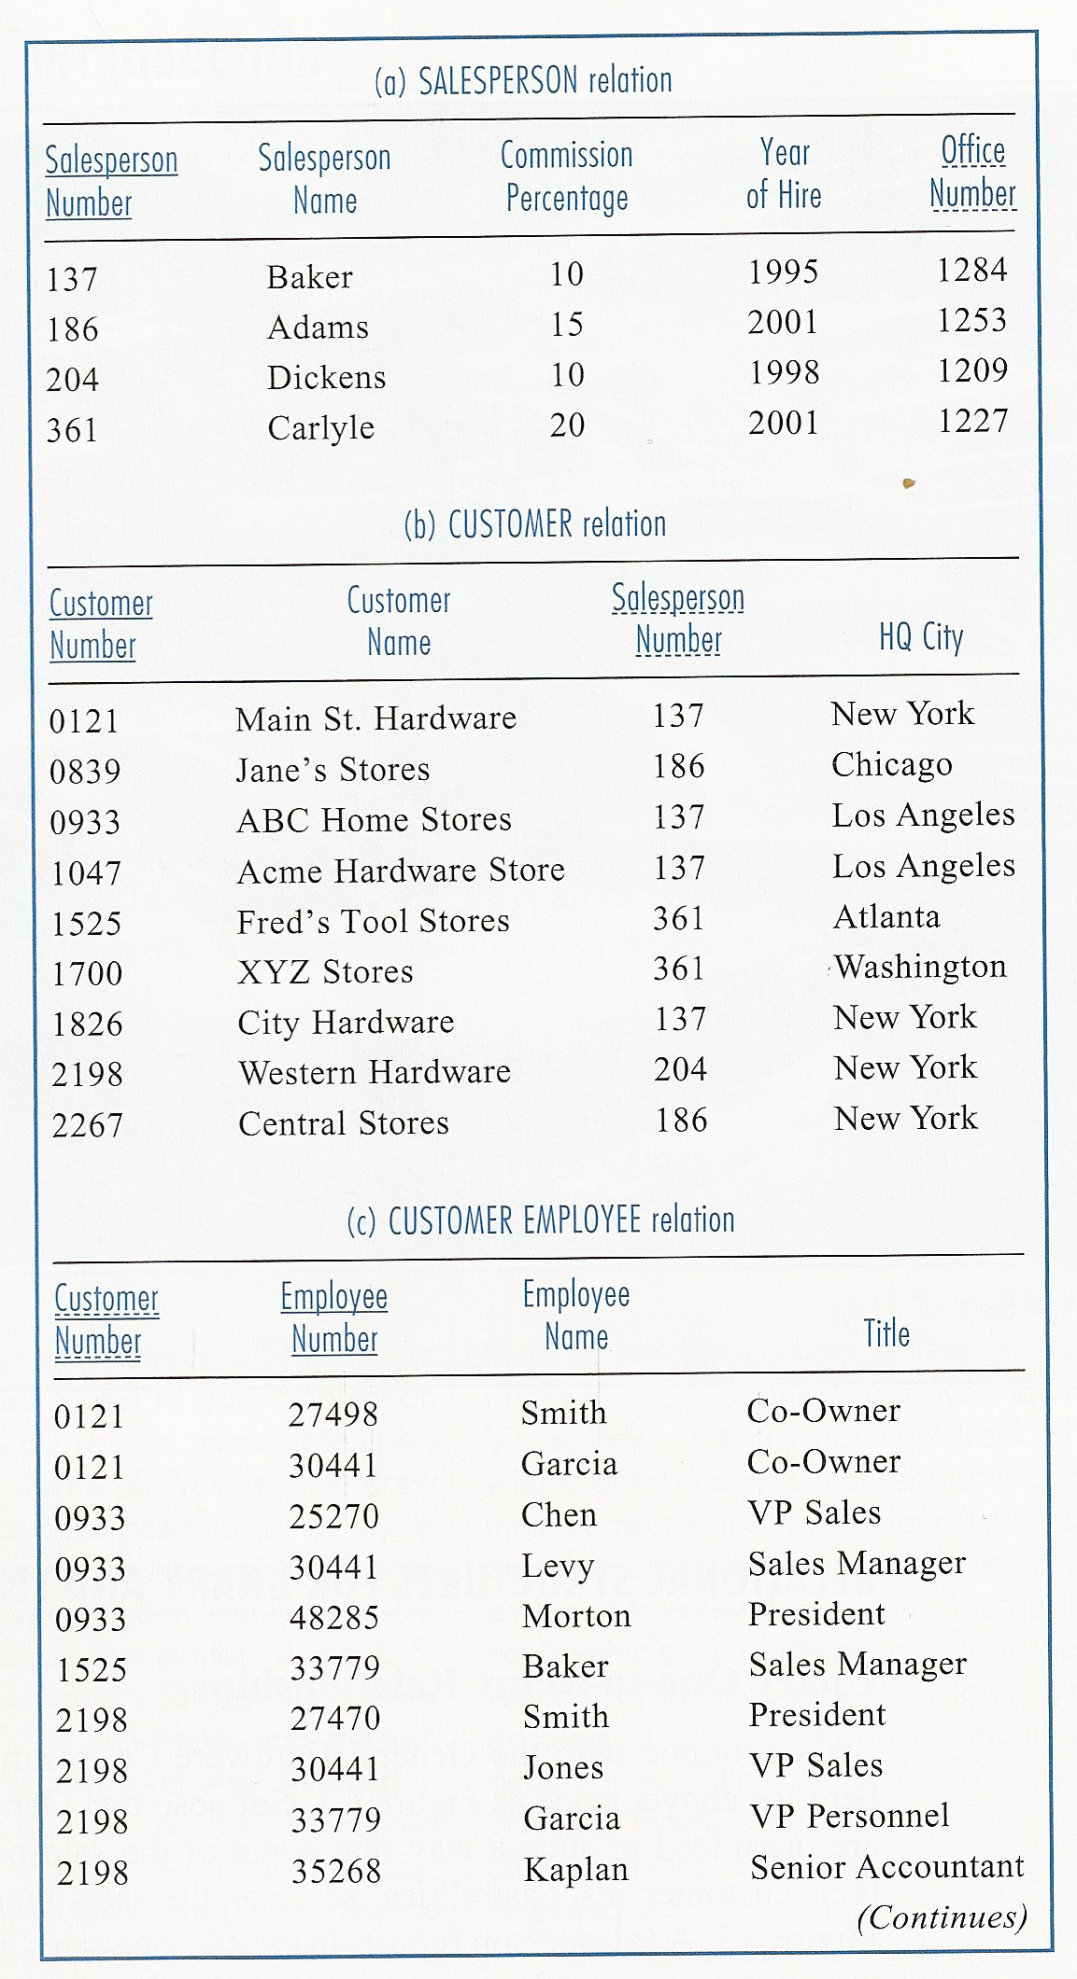 (a) SALESPERSON relation
Salesperson Number Salesperson Name Commission Percentage Year of Hire Office Number
137 Baker 10 1995 1284
186 Adams 15 2001 1253
204 Dickens 10 1998 1209
361 Carlyle 20 2001 1227
(b) CUSTOMER relation
Customer Number Customer Name Salesperson Number HQ City
0121 Main St. Hardware 137 New York
0839 Jane's Stores 186 Chicago
0933 ABC Home Stores 137 Los Angeles
1047 Acme Hardware Store 137 Los Angeles
1525 Fred's Tool Stores 361 Atlanta
1700 XYZ Stores 361 Washington
1826 City Hardware 137 New York
2198 Western Hardware 204 New York
2267 Central Stores 186 New York
(c) CUSTOMER EMPLOYEE relation
Customer Number Employee Number Employee Name Title
0121 27498 Smith Co-Owner
0121 30441 Garcia Co-Owner
0933 25270 Chen VP Sales
0933 30441 Levy Sales Manager
0933 48285 Morton President
1525 33779 Baker Sales Manager
2198 27470 Smith President
2198 30441 Jones VP Sales
2198 33779 Garcia VP Personnel
2198 35268 Kaplan Senior Accountant
(Continues)